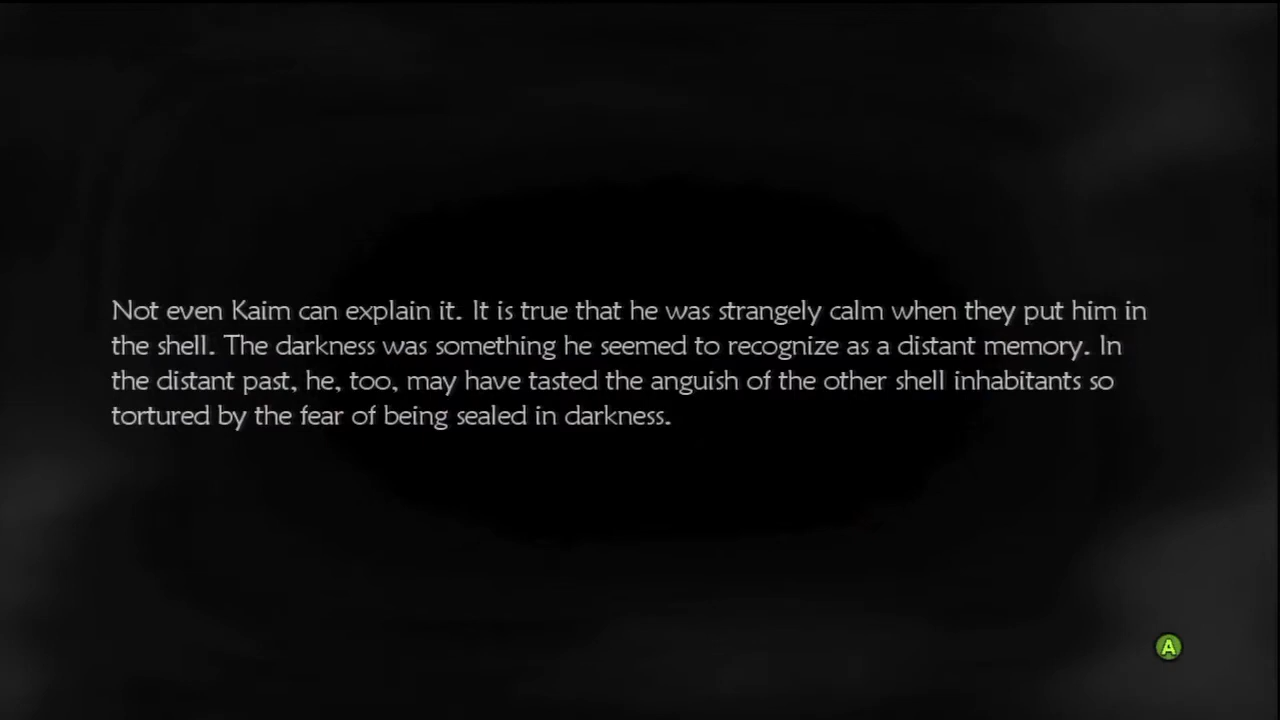 Not even Kaim can explain it. It is true that he was strangely calm when they put him in
the shell. The darkness was something he seemed to recognize as a distant memory. In
the distant past, he, too, may have tasted the anguish of the other shell inhabitants so
tortured by the fear of being sealed in darkness.
A